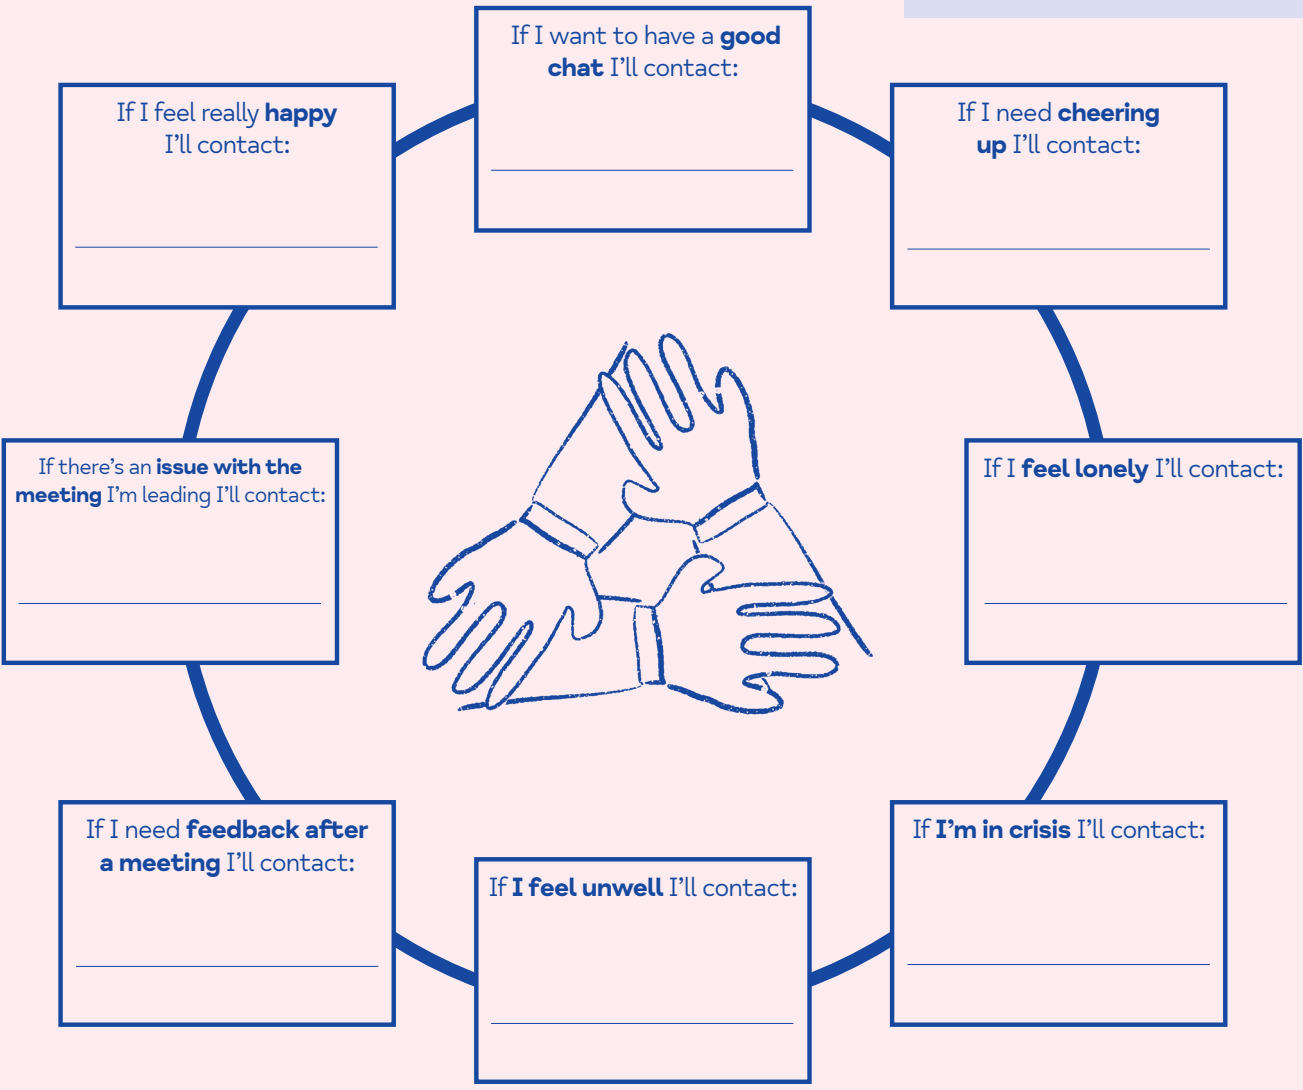 If I want to have a good
chat I'll contact:
If I need cheering
up I'll contact:
If I feel lonely I'll contact:
If I'm in crisis I'll contact:
If I feel unwell I'll contact:
If I need feedback after
a meeting I'll contact:
If there's an issue with the
meeting I'm leading I'll contact:
If I feel really happy
I'll contact: